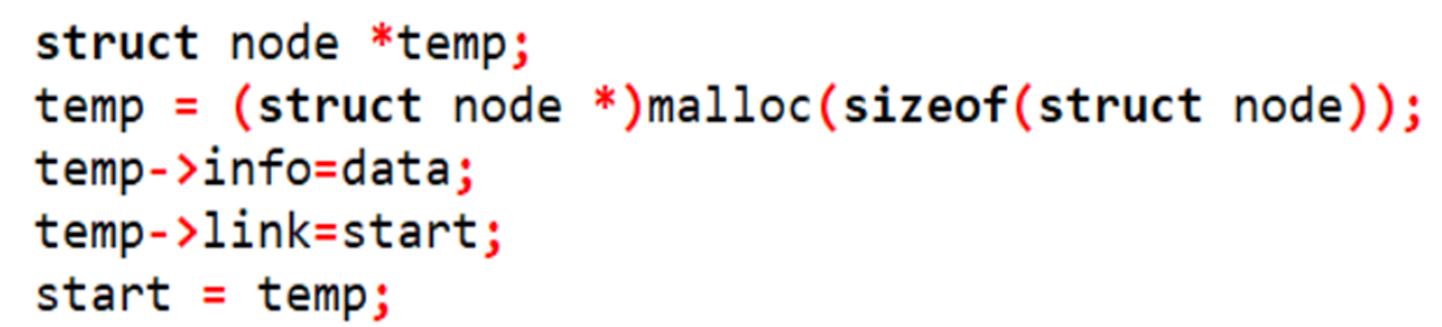 struct node *temp;
temp = (struct node *)malloc(sizeof(struct node));
temp->info=data;
temp->link=start;
start = temp;